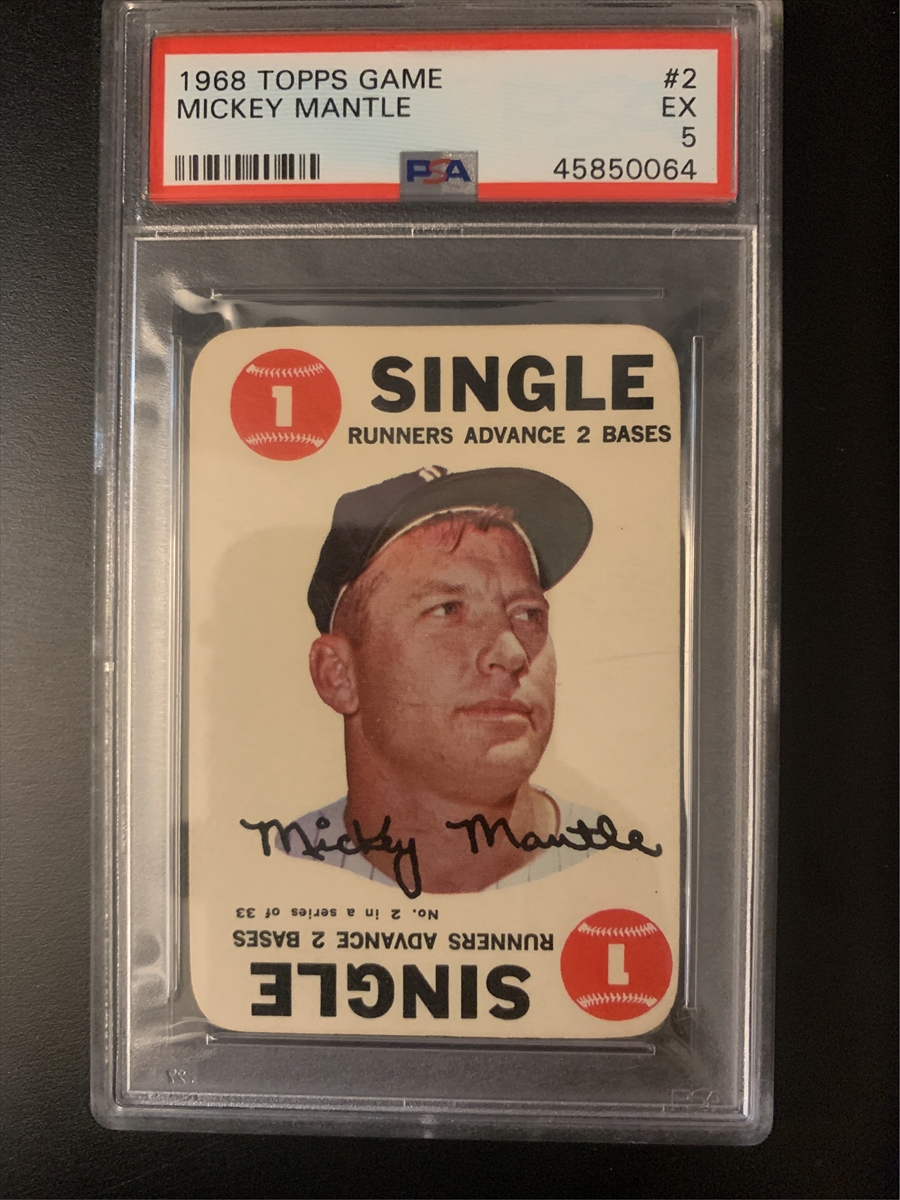 1968 TOPPS GAME #2
MICKEY MANTLE EX
5
PSA 45850064
1 SINGLE
RUNNERS ADVANCE 2 BASES
Mickey Mantle
No. 2 in a series of 33
RUNNERS ADVANCE 2 BASES
SINGLE 1
PSA